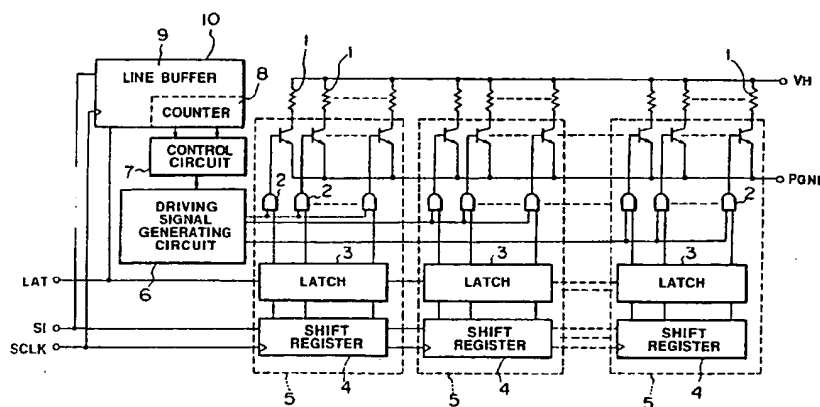 10
9
1
1
1
LINE BUFFER
8
VH
COUNTER
CONTROL
CIRCUIT
7
PGND
2
2
2
DRIVING
SIGNAL
GENERATING
CIRCUIT
6
3
3
3
LAT
LATCH
LATCH
LATCH
SI
SCLK
SHIFT
REGISTER
SHIFT
REGISTER
SHIFT
REGISTER
5
4
5
4
5
4